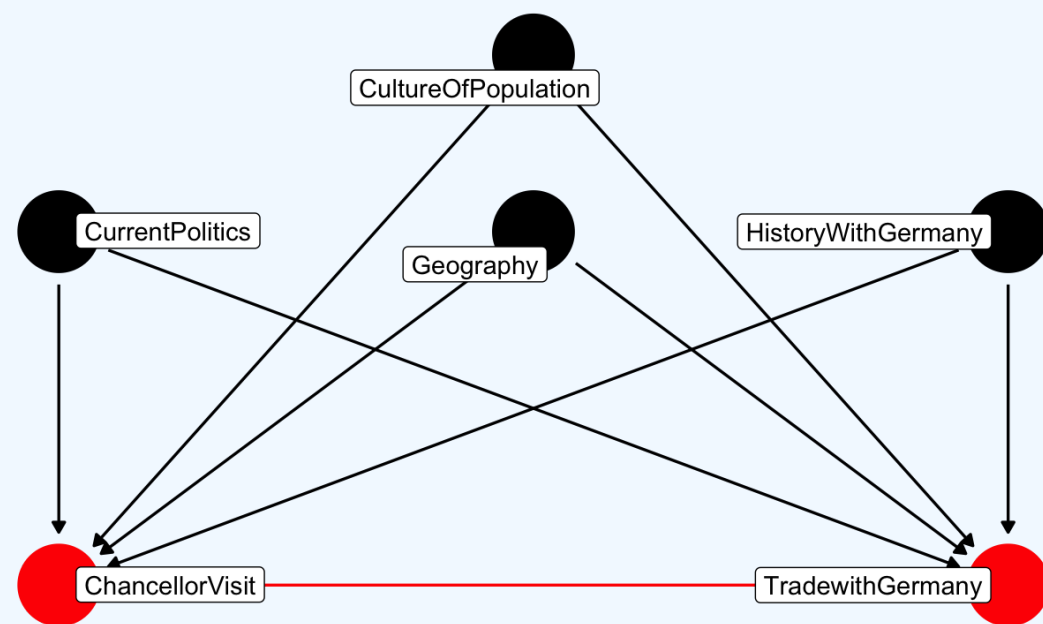 CultureOfPopulation
CurrentPolitics
HistoryWithGermany
Geography
ChancellorVisit
TradewithGermany